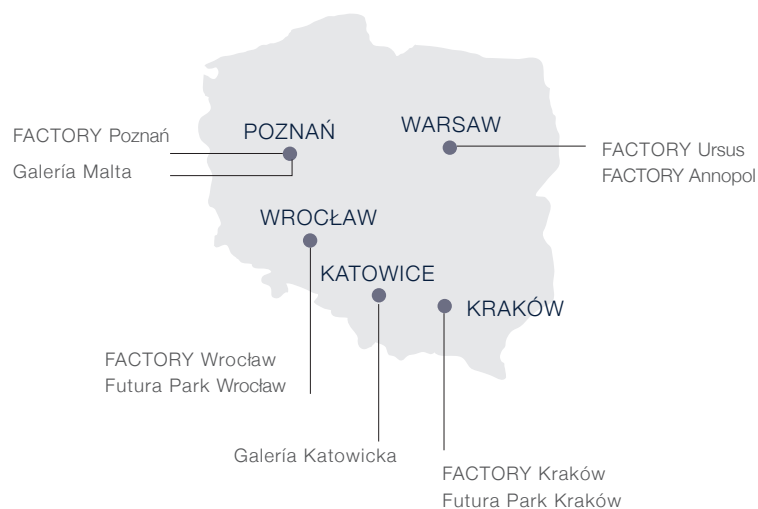 POZNAŃ
WARSAW
FACTORY Poznań
Galería Malta
FACTORY Ursus
FACTORY Annopol
WROCŁAW
KATOWICE
KRAKÓW
FACTORY Wrocław
Futura Park Wrocław
Galería Katowicka
FACTORY Kraków
Futura Park Kraków